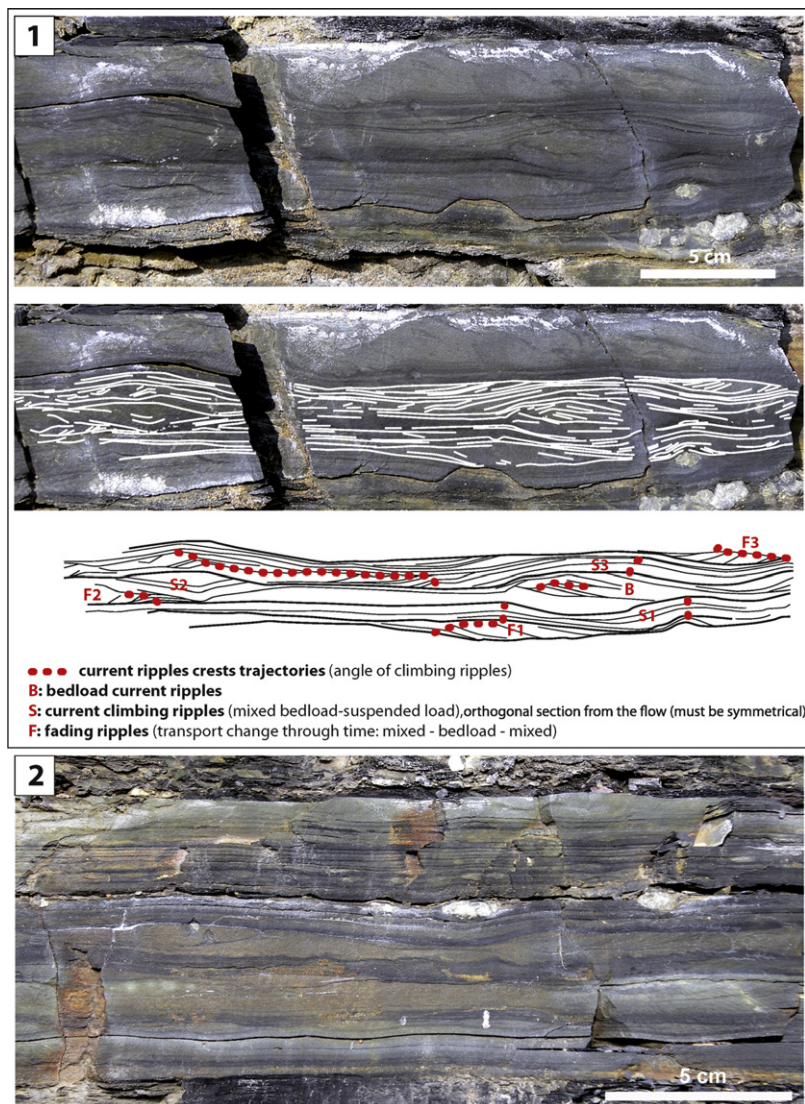 1
5 cm
F3
S3
S2
B
F2
S1
F1
current ripples crests trajectories (angle of climbing ripples)
B: bedload current ripples
S: current climbing ripples (mixed bedload-suspended load),orthogonal section from the flow (must be symmetrical)
F: fading ripples (transport change through time: mixed - bedload - mixed)
2
5 cm